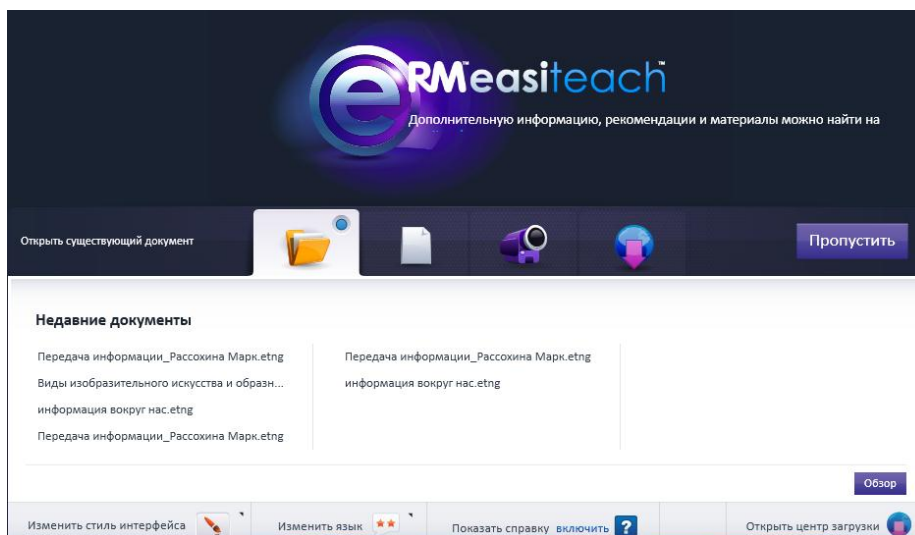 RM easiteach
Дополнительную информацию, рекомендации и материалы можно найти на
Открыть существующий документ
Пропустить
Недавние документы
Передача информации_Рассохина Марк.etng
Виды изобразительного искусства и образн...
информация вокруг нас.etng
Передача информации_Рассохина Марк.etng
Передача информации_Рассохина Марк.etng
информация вокруг нас.etng
Обзор
Изменить стиль интерфейса
Изменить язык
Показать справку включить ?
Открыть центр загрузки